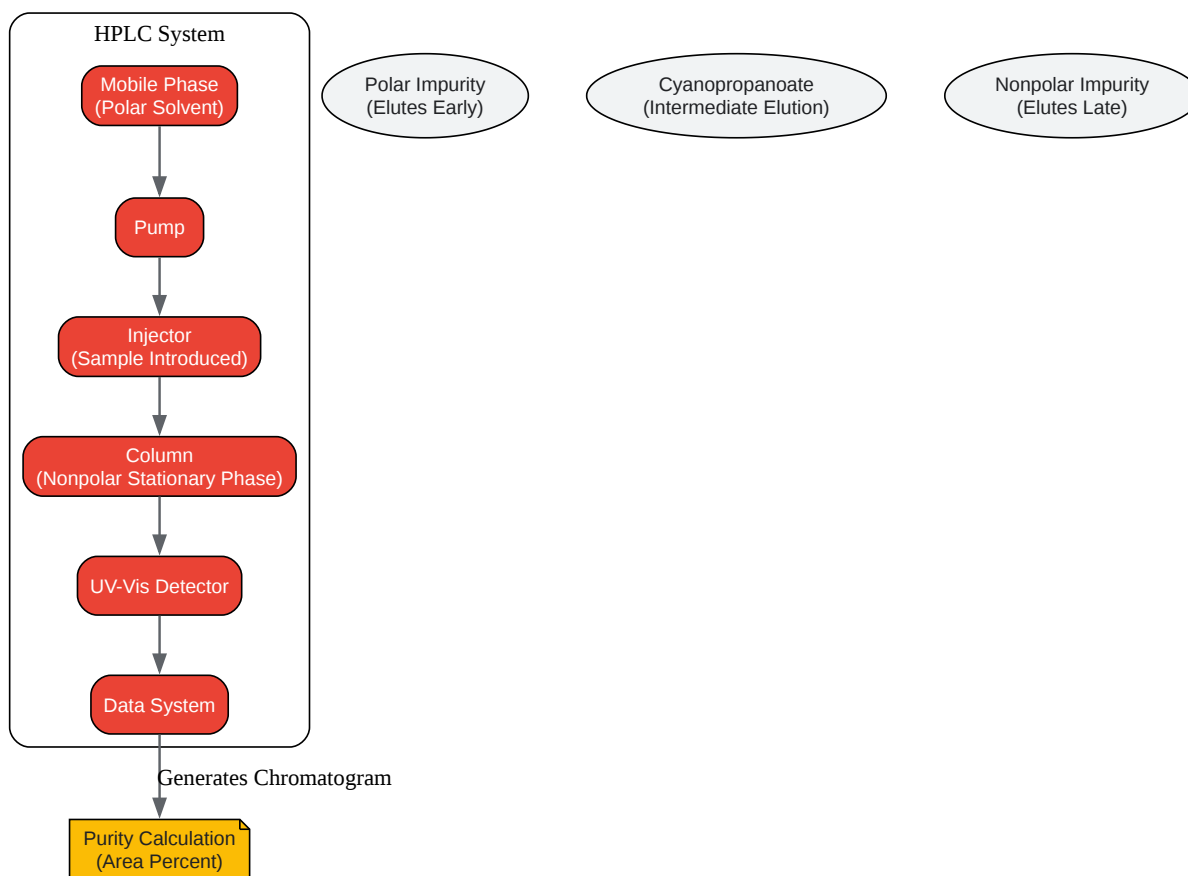 HPLC System
Mobile Phase
(Polar Solvent)
Polar Impurity
(Elutes Early)
Cyanopropanoate
(Intermediate Elution)
Nonpolar Impurity
(Elutes Late)
Pump
Injector
(Sample Introduced)
Column
(Nonpolar Stationary Phase)
UV-Vis Detector
Data System
Generates Chromatogram
Purity Calculation
(Area Percent)